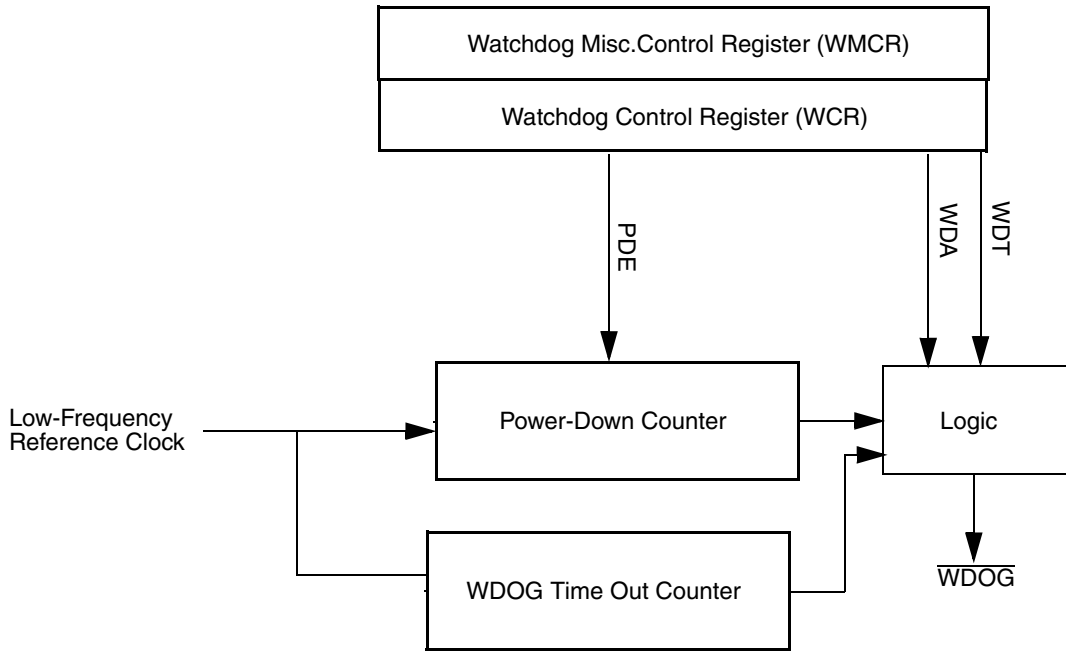 Watchdog Misc.Control Register (WMCR)
Watchdog Control Register (WCR)
PDE
WDA
WDT
Low-Frequency
Reference Clock
Power-Down Counter
Logic
WDOG Time Out Counter
WDOG